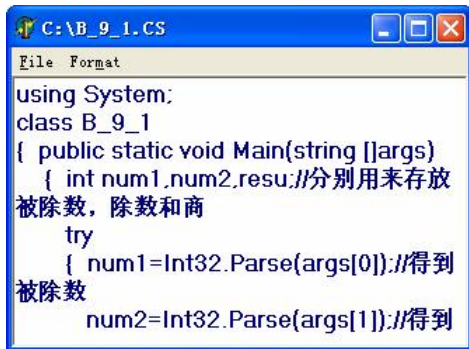 C:\B_9_1.CS
File Format
using System;
class B_9_1
{ public static void Main(string []args)
{ int num1,num2,resu;//分别用来存放
被除数，除数和商
try
{ num1=Int32.Parse(args[0]);//得到
被除数
num2=Int32.Parse(args[1]);//得到